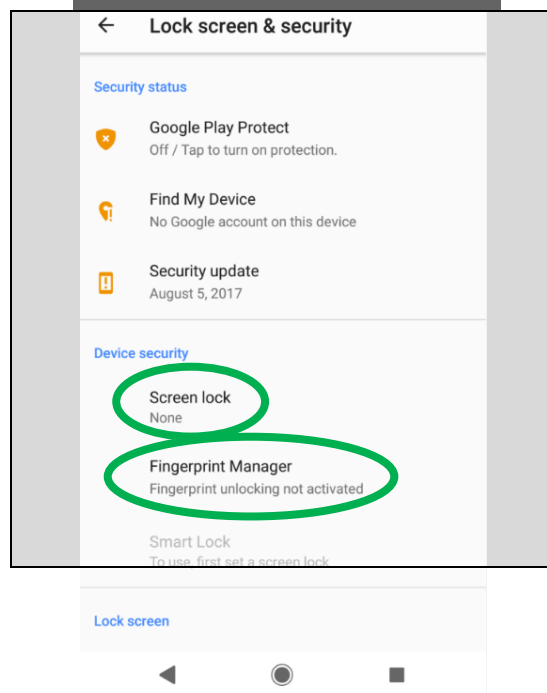 Lock screen & security
Security status
Google Play Protect
Off / Tap to turn on protection.
Find My Device
No Google account on this device
Security update
August 5, 2017
Device security
Screen lock
None
Fingerprint Manager
Fingerprint unlocking not activated
Smart Lock
To use, first set a screen lock
Lock screen